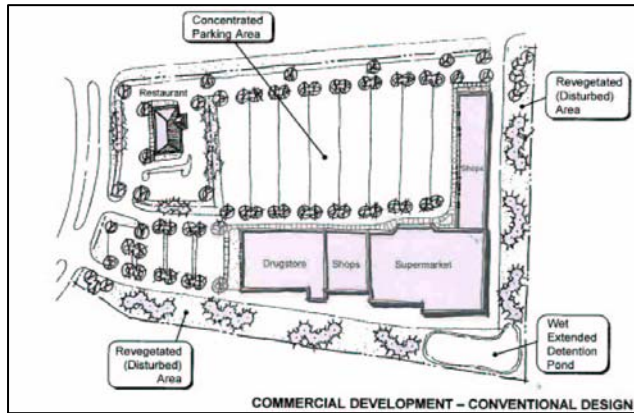 Concentrated
Parking Area
Restaurant
Revegetated
(Disturbed)
Area
Shops
Drugstore
Shops
Supermarket
Revegetated
(Disturbed)
Area
Wet
Extended
Detention
Pond
COMMERCIAL DEVELOPMENT – CONVENTIONAL DESIGN